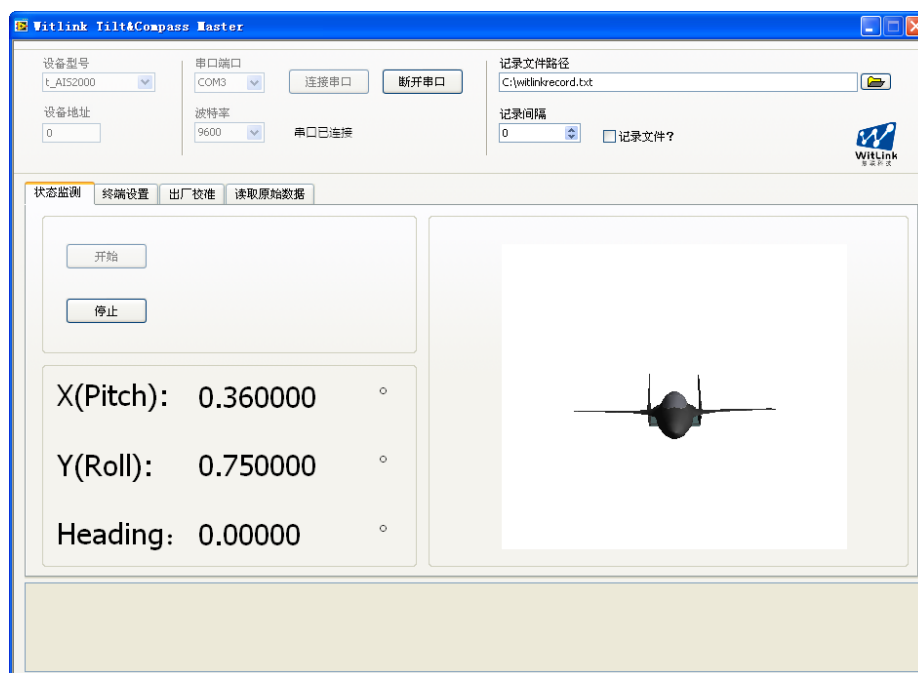 Witlink Tilt&Compass Master
设备型号
t_AIS2000
设备地址
0
串口端口
COM3
连接串口
断开串口
波特率
9600
串口已连接
记录文件路径
C:\witlinkrecord.txt
记录间隔
0
记录文件?
WitLink
状态监测
终端设置
出厂校准
读取原始数据
开始
停止
X(Pitch): 0.360000 °
Y(Roll): 0.750000 °
Heading: 0.00000 °